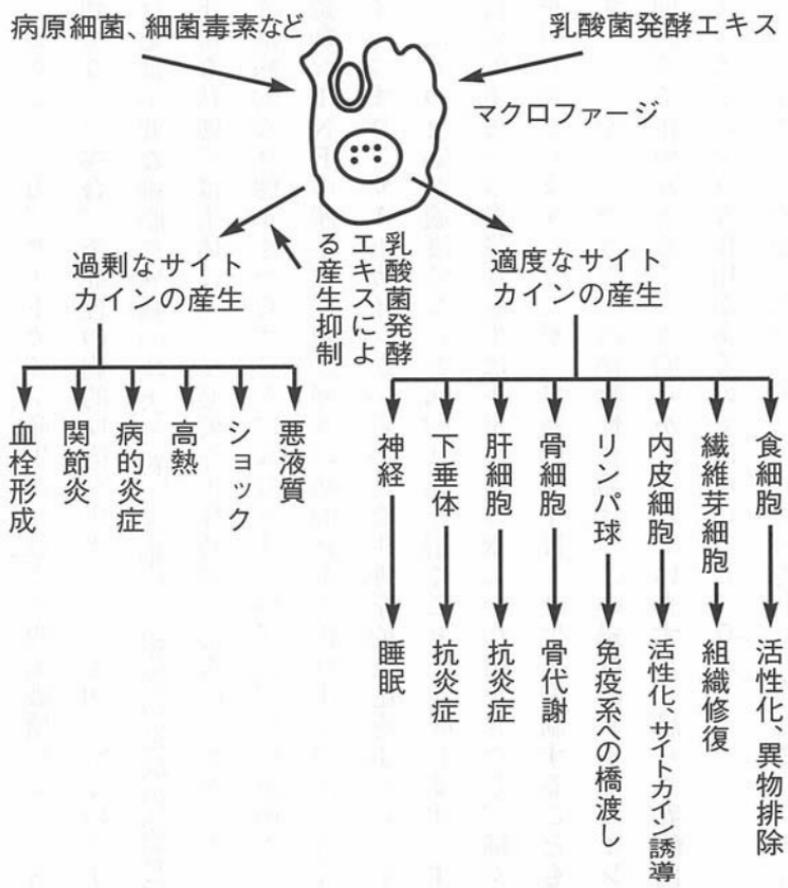 病原細菌、細菌毒素など
乳酸菌発酵エキス
マクロファージ
過剰なサイト
カインの産生
乳酸菌発酵
エキスによ
る産生抑制
適度なサイト
カインの産生
血栓形成
関節炎
病的炎症
高熱
ショック
悪液質
神経
下垂体
肝細胞
骨細胞
リンパ球
内皮細胞
繊維芽細胞
食細胞
睡眠
抗炎症
抗炎症
骨代謝
免疫系への橋渡し
活性化、サイトカイン誘導
組織修復
活性化、異物排除